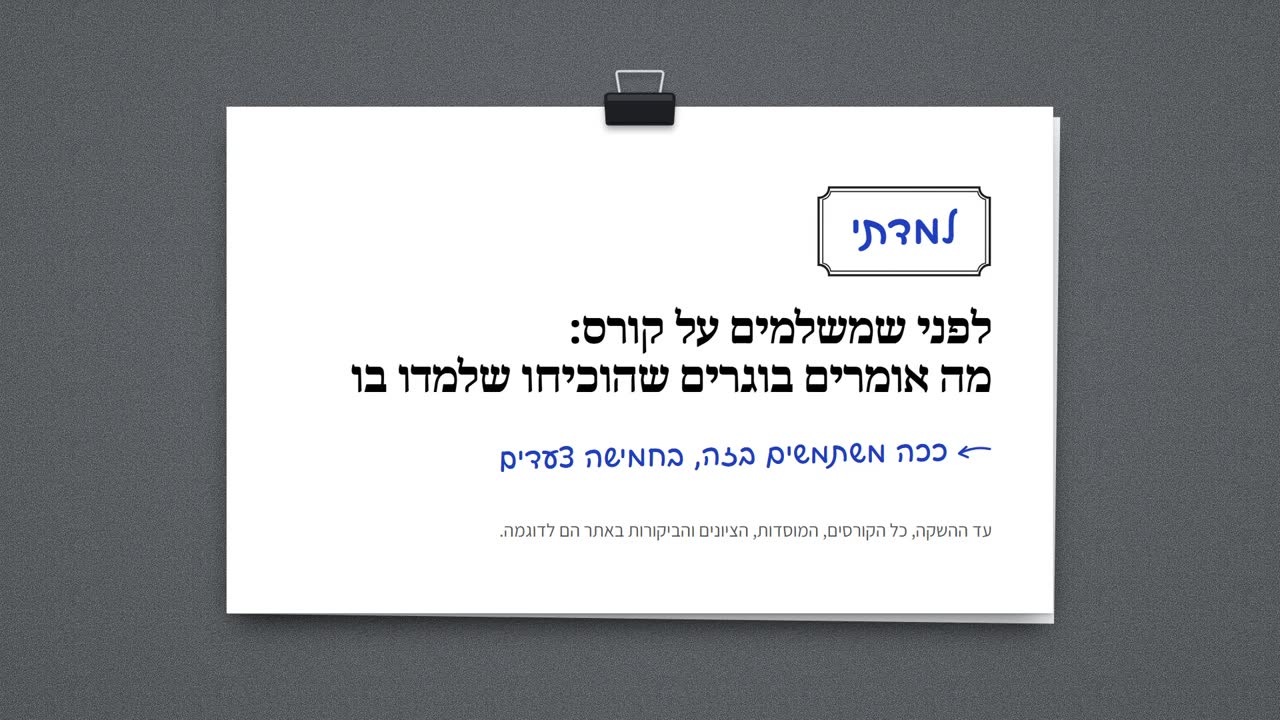 למדתי
לפני שמשלמים על קורס:
מה אומרים בוגרים שהוכיחו שלמדו בו
← ככה משתמשים בזה, בחמישה צעדים
עד ההשקה, כל הקורסים, המוסדות, הציונים והביקורות באתר הם לדוגמה.